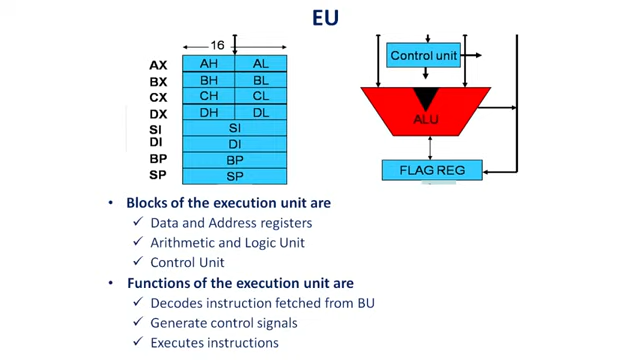 EU
16
AX AH AL
BX BH BL
CX CH CL
DX DH DL
SI SI
DI DI
BP BP
SP SP
Control unit
ALU
FLAG REG
• Blocks of the execution unit are
✓ Data and Address registers
✓ Arithmetic and Logic Unit
✓ Control Unit
• Functions of the execution unit are
✓ Decodes instruction fetched from BU
✓ Generate control signals
✓ Executes instructions